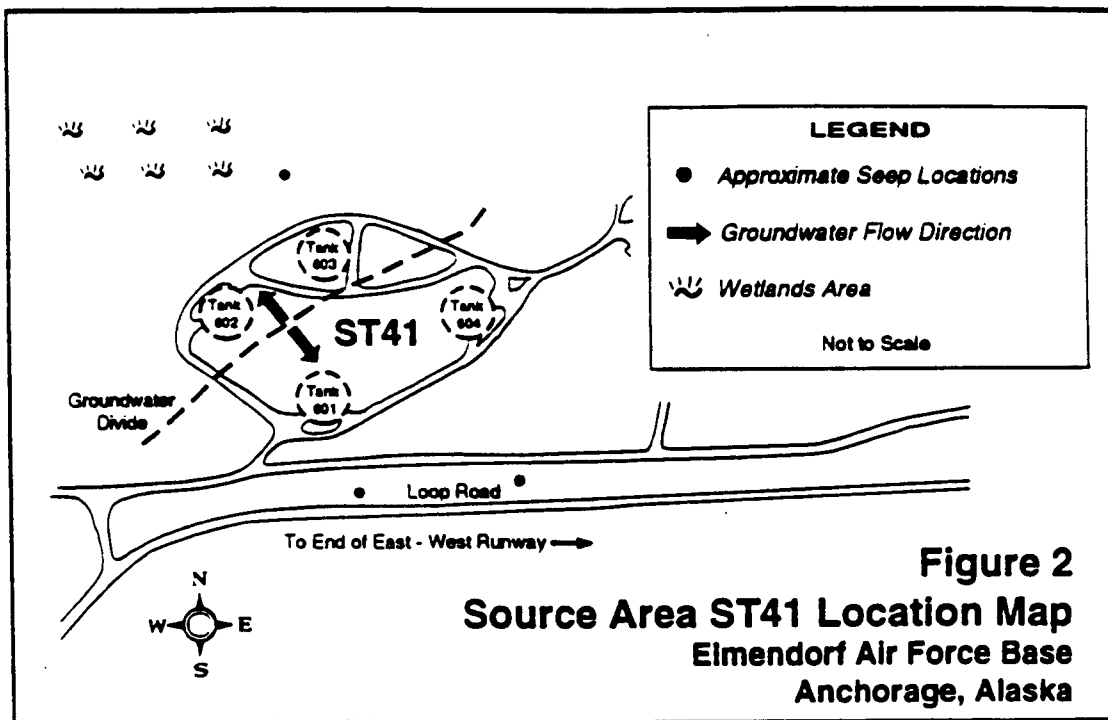 LEGEND
Approximate Seep Locations
Groundwater Flow Direction
Wetlands Area
Not to Scale
Tank
603
Tank
602
ST41
Tank
604
Tank
601
Groundwater
Divide
Loop Road
To End of East - West Runway
N
W E
S
Figure 2
Source Area ST41 Location Map
Elmendorf Air Force Base
Anchorage, Alaska